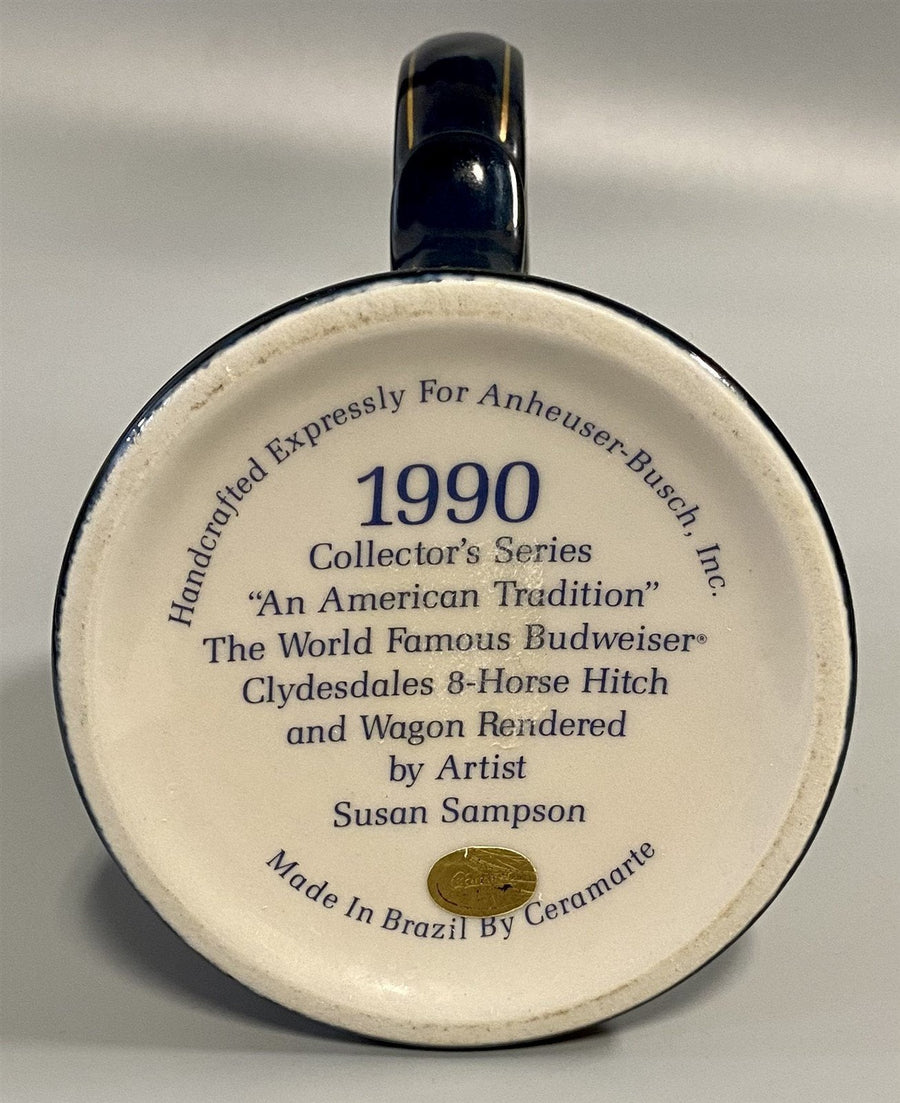 Handcrafted Expressly For Anheuser-Busch, Inc.
1990
Collector's Series
“An American Tradition”
The World Famous Budweiser®
Clydesdales 8-Horse Hitch
and Wagon Rendered
by Artist
Susan Sampson
Made In Brazil By Ceramarte